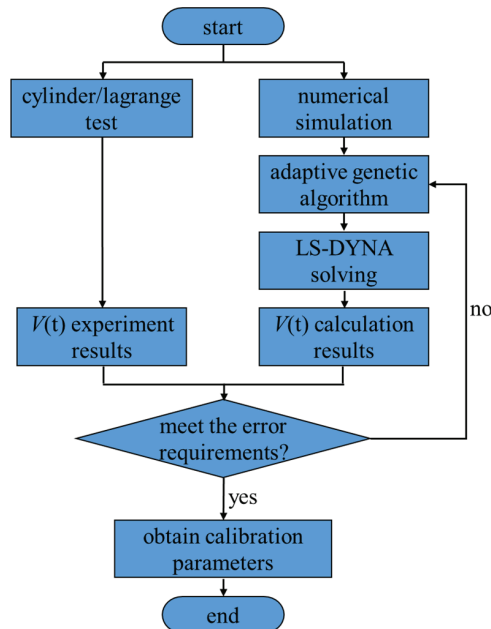 start
cylinder/lagrange
test
numerical
simulation
adaptive genetic
algorithm
LS-DYNA
solving
V(t) experiment
results
V(t) calculation
results
no
meet the error
requirements?
yes
obtain calibration
parameters
end